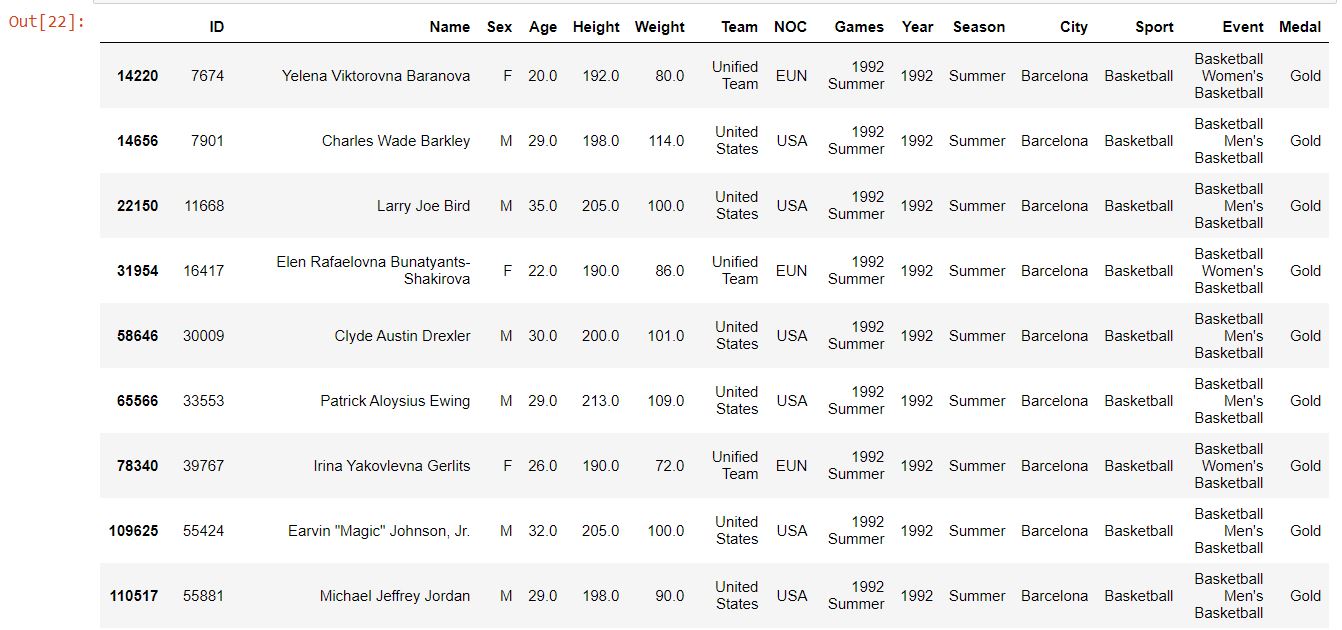 Out[22]:
ID Name Sex Age Height Weight Team NOC Games Year Season City Sport Event Medal
14220 7674 Yelena Viktorovna Baranova F 20.0 192.0 80.0 Unified Team EUN 1992 Summer 1992 Summer Barcelona Basketball Basketball Women's Basketball Gold
14656 7901 Charles Wade Barkley M 29.0 198.0 114.0 United States USA 1992 Summer 1992 Summer Barcelona Basketball Basketball Men's Basketball Gold
22150 11668 Larry Joe Bird M 35.0 205.0 100.0 United States USA 1992 Summer 1992 Summer Barcelona Basketball Basketball Men's Basketball Gold
31954 16417 Elen Rafaelovna Bunatyants-Shakirova F 22.0 190.0 86.0 Unified Team EUN 1992 Summer 1992 Summer Barcelona Basketball Basketball Women's Basketball Gold
58646 30009 Clyde Austin Drexler M 30.0 200.0 101.0 United States USA 1992 Summer 1992 Summer Barcelona Basketball Basketball Men's Basketball Gold
65566 33553 Patrick Aloysius Ewing M 29.0 213.0 109.0 United States USA 1992 Summer 1992 Summer Barcelona Basketball Basketball Men's Basketball Gold
78340 39767 Irina Yakovlevna Gerlits F 26.0 190.0 72.0 Unified Team EUN 1992 Summer 1992 Summer Barcelona Basketball Basketball Women's Basketball Gold
109625 55424 Earvin "Magic" Johnson, Jr. M 32.0 205.0 100.0 United States USA 1992 Summer 1992 Summer Barcelona Basketball Basketball Men's Basketball Gold
110517 55881 Michael Jeffrey Jordan M 29.0 198.0 90.0 United States USA 1992 Summer 1992 Summer Barcelona Basketball Basketball Men's Basketball Gold